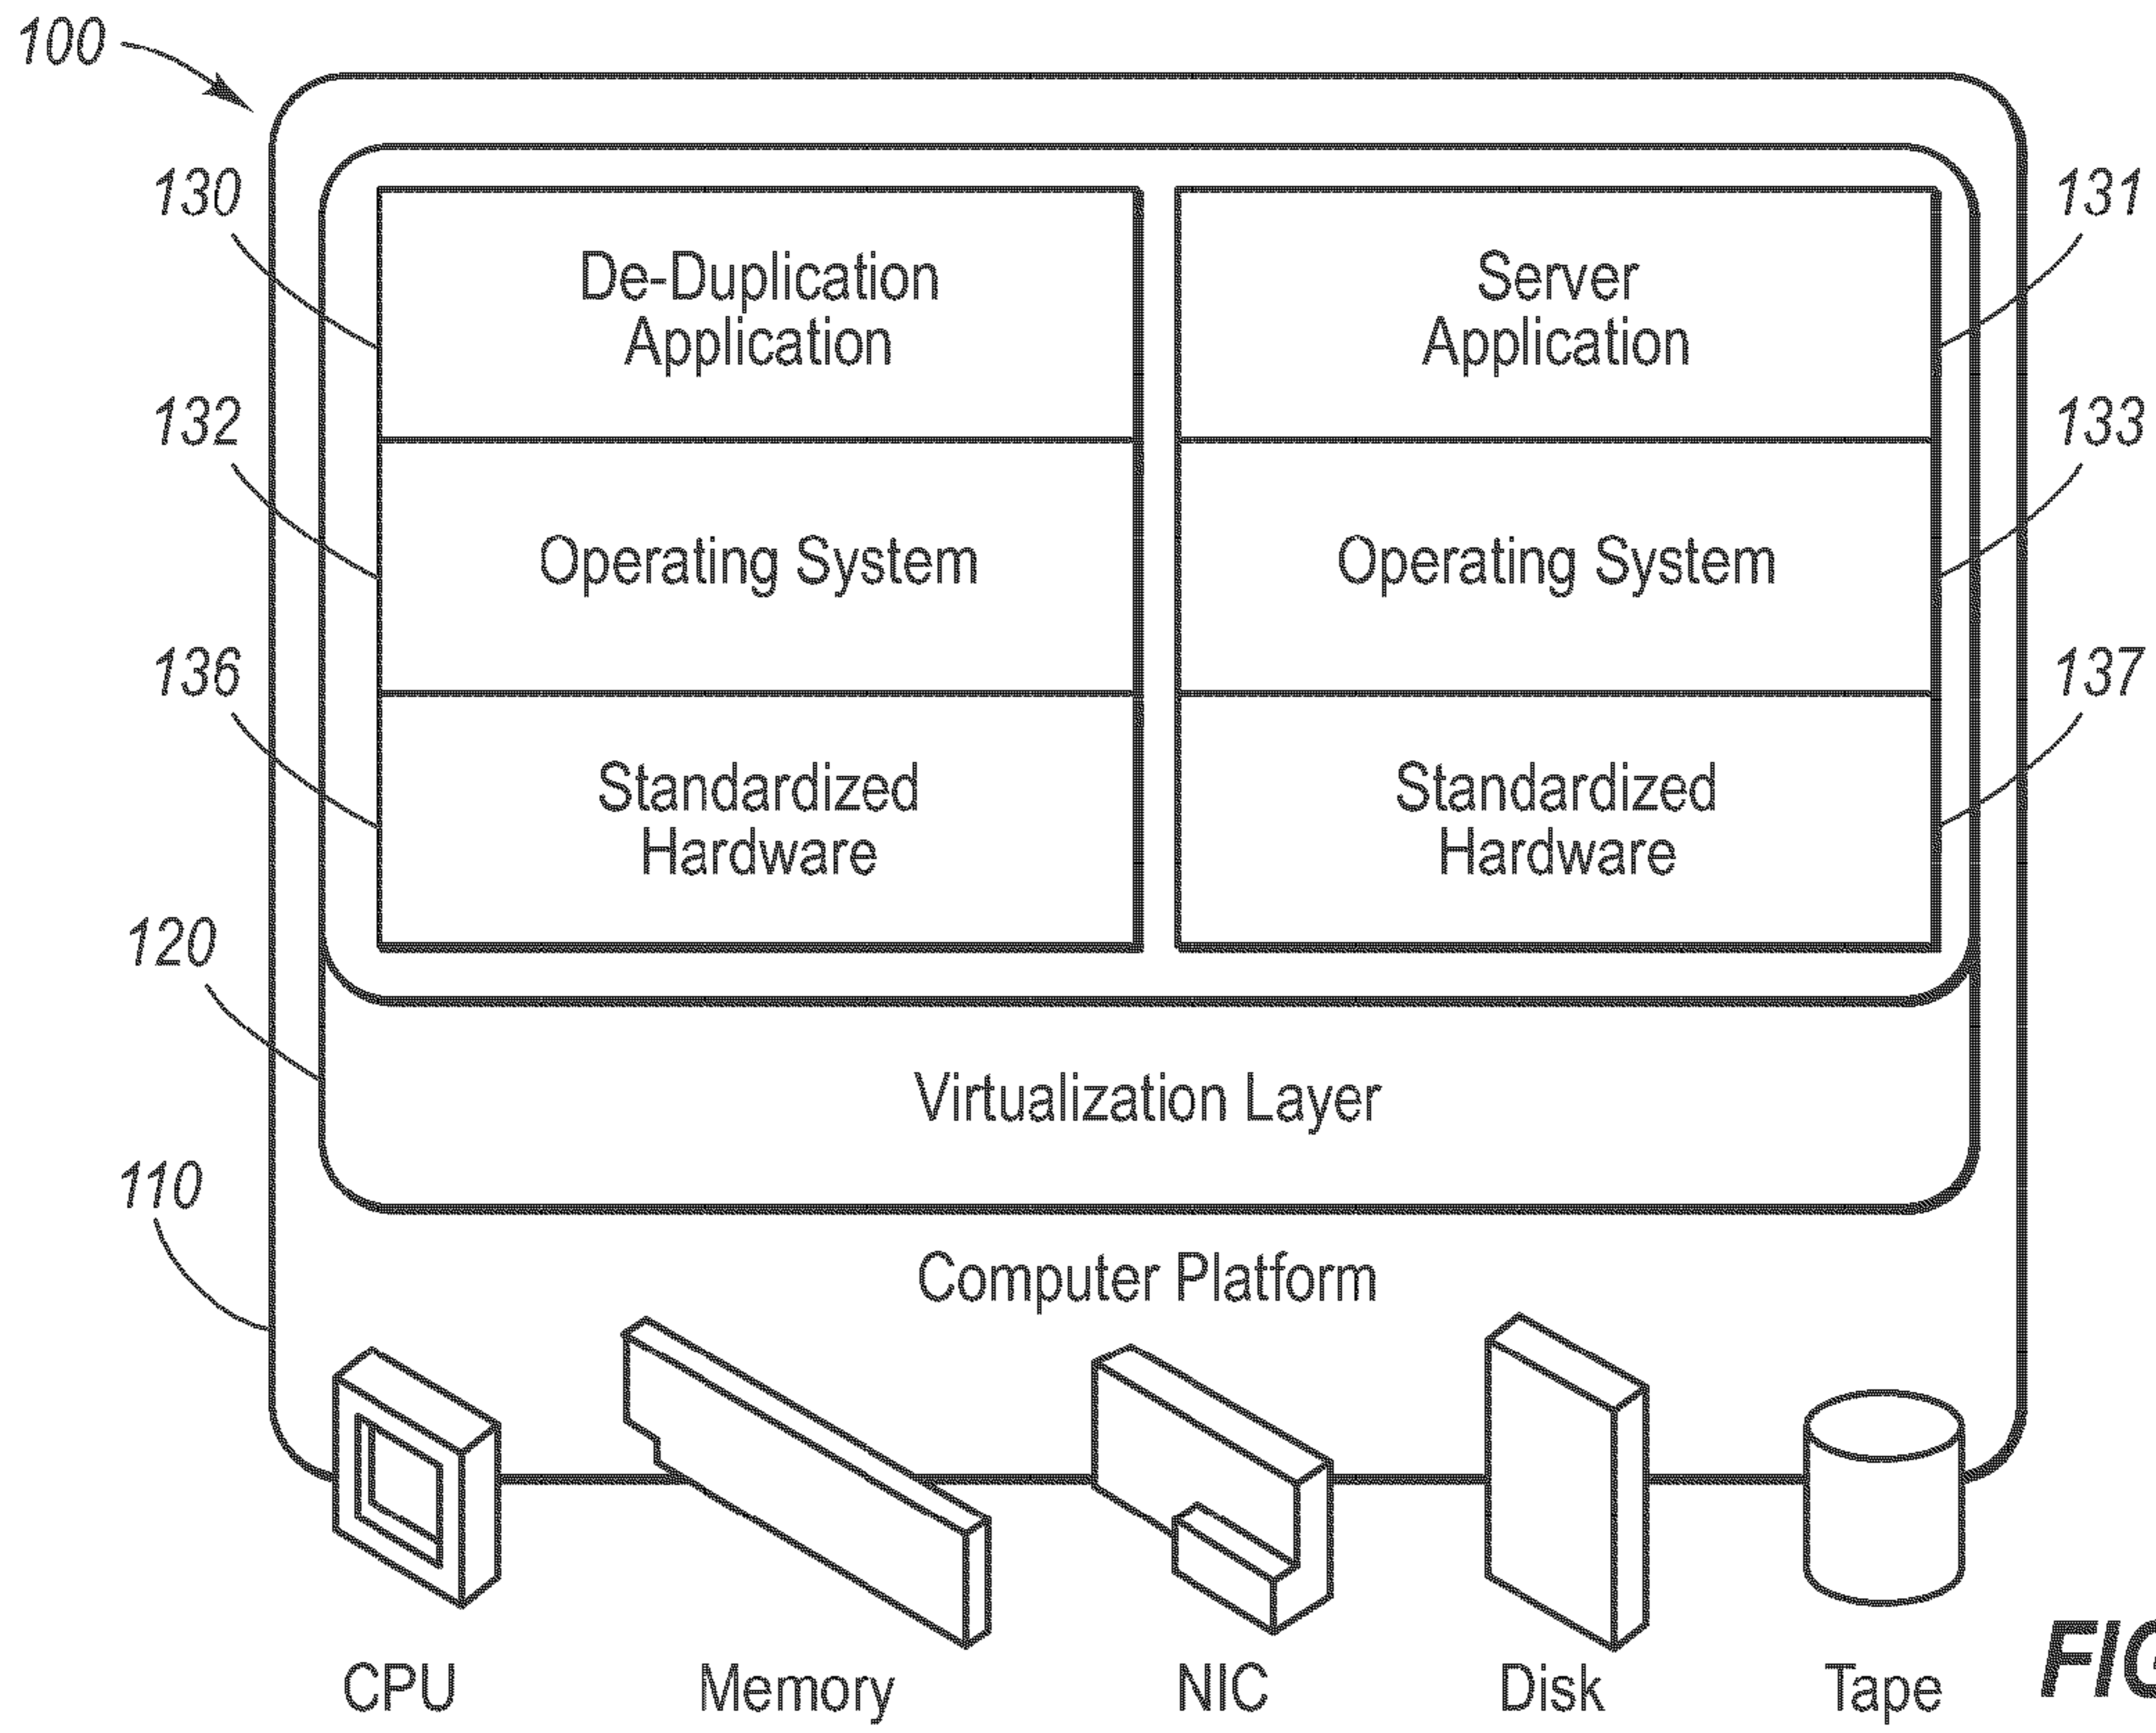 100
130
131
De-Duplication
Application
Server
Application
132
133
Operating System
Operating System
136
137
Standardized
Hardware
Standardized
Hardware
120
Virtualization Layer
110
Computer Platform
CPU
Memory
NIC
Disk
Tape